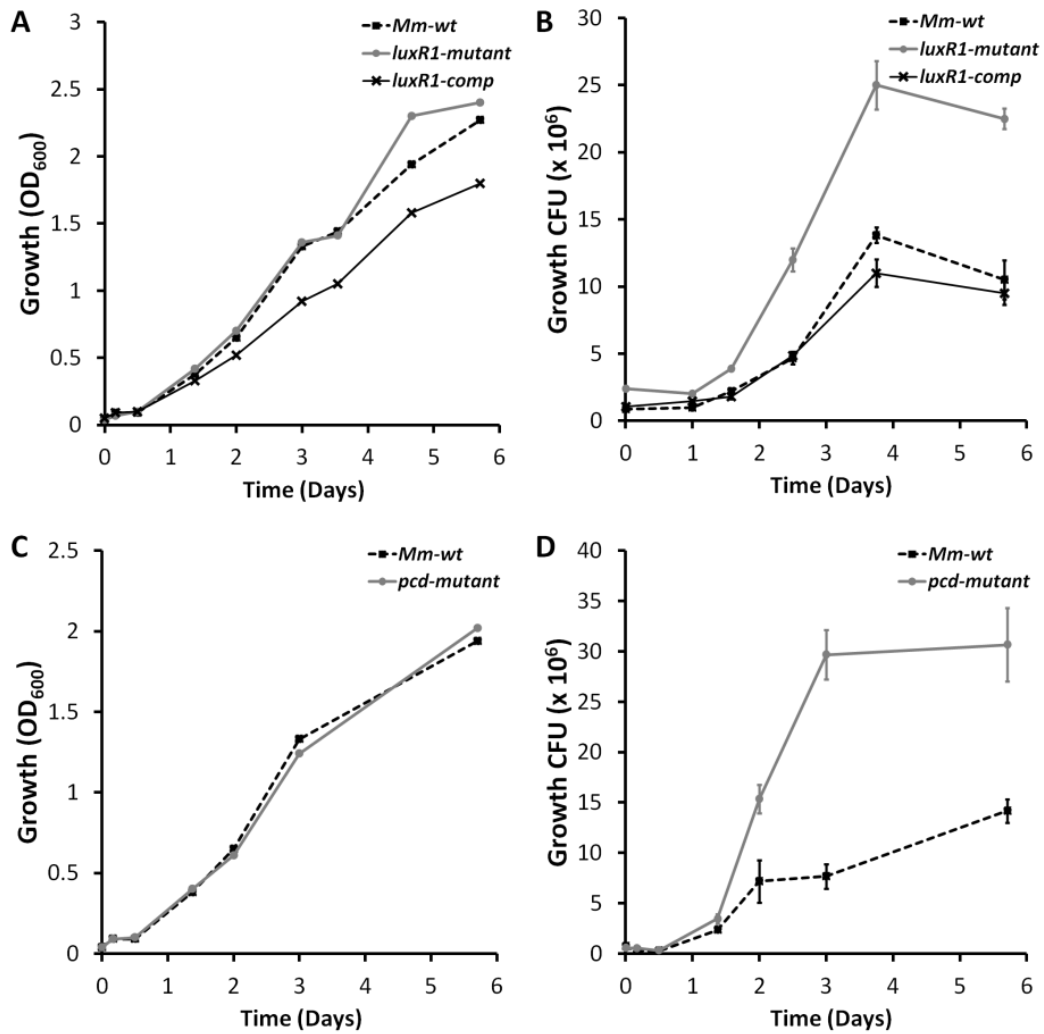 A
Mm-wt
luxR1-mutant
luxR1-comp
3
2.5
2
1.5
1
0.5
0
Growth (OD600)
0 1 2 3 4 5 6
Time (Days)
B
Mm-wt
luxR1-mutant
luxR1-comp
30
25
20
15
10
5
0
Growth CFU (x 10⁶)
0 1 2 3 4 5 6
Time (Days)
C
Mm-wt
pcd-mutant
2.5
2
1.5
1
0.5
0
Growth (OD600)
0 1 2 3 4 5 6
Time (Days)
D
Mm-wt
pcd-mutant
40
35
30
25
20
15
10
5
0
Growth CFU (x 10⁶)
0 1 2 3 4 5 6
Time (Days)